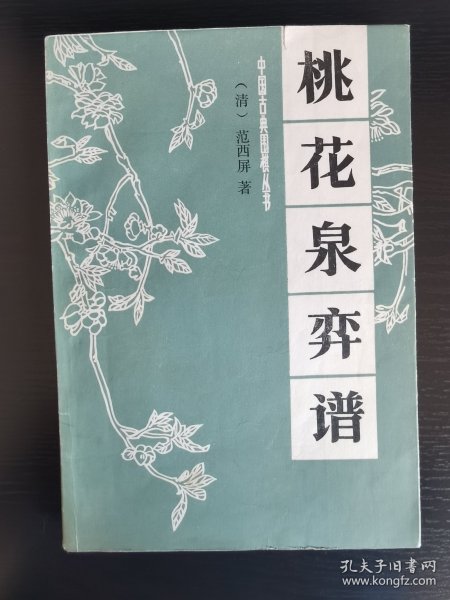 桃花泉弈谱
中国古典围棋丛书
（清）范西屏 著
孔夫子旧书网
www.kongfz.com